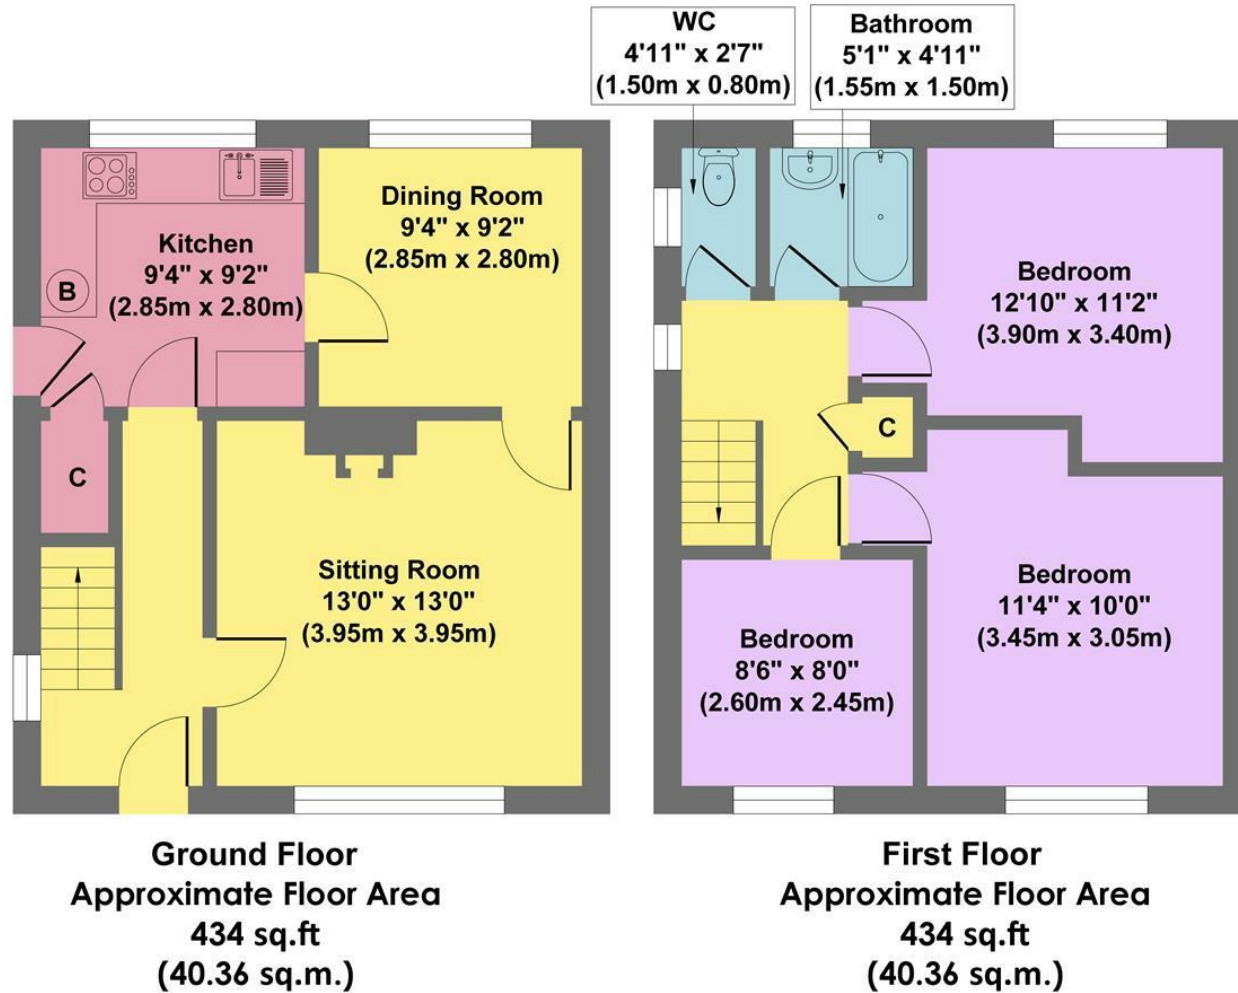 WC
4'11" x 2'7"
(1.50m x 0.80m)
Bathroom
5'1" x 4'11"
(1.55m x 1.50m)
Kitchen
9'4" x 9'2"
(2.85m x 2.80m)
B
C
Dining Room
9'4" x 9'2"
(2.85m x 2.80m)
Sitting Room
13'0" x 13'0"
(3.95m x 3.95m)
Bedroom
12'10" x 11'2"
(3.90m x 3.40m)
C
Bedroom
11'4" x 10'0"
(3.45m x 3.05m)
Bedroom
8'6" x 8'0"
(2.60m x 2.45m)
Ground Floor
Approximate Floor Area
434 sq.ft
(40.36 sq.m.)
First Floor
Approximate Floor Area
434 sq.ft
(40.36 sq.m.)